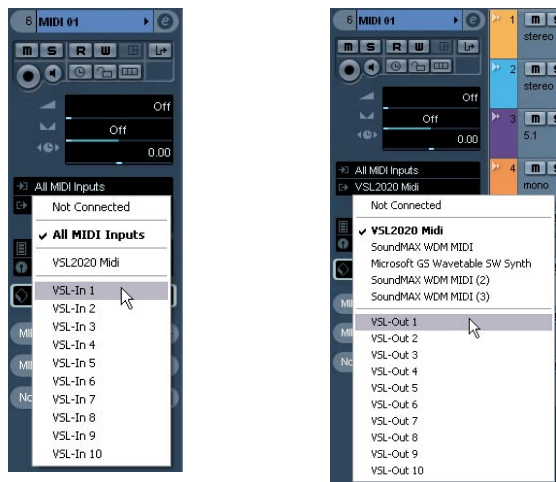 6 MIDI 01
m S R W
Off
Off
0.00
All MIDI Inputs
Not Connected
✓ All MIDI Inputs
VSL2020 Midi
VSL-In 1
VSL-In 2
VSL-In 3
VSL-In 4
VSL-In 5
VSL-In 6
VSL-In 7
VSL-In 8
VSL-In 9
VSL-In 10
MI
MI
No
6 MIDI 01
m S R W
Off
Off
0.00
All MIDI Inputs
VSL2020 Midi
Not Connected
✓ VSL2020 Midi
SoundMAX WDM MIDI
Microsoft GS Wavetable SW Synth
SoundMAX WDM MIDI (2)
SoundMAX WDM MIDI (3)
VSL-Out 1
VSL-Out 2
VSL-Out 3
VSL-Out 4
VSL-Out 5
VSL-Out 6
VSL-Out 7
VSL-Out 8
VSL-Out 9
VSL-Out 10
MI
MI
No
1 m
stereo
2 m
stereo
3 m
5.1
4 m
mono